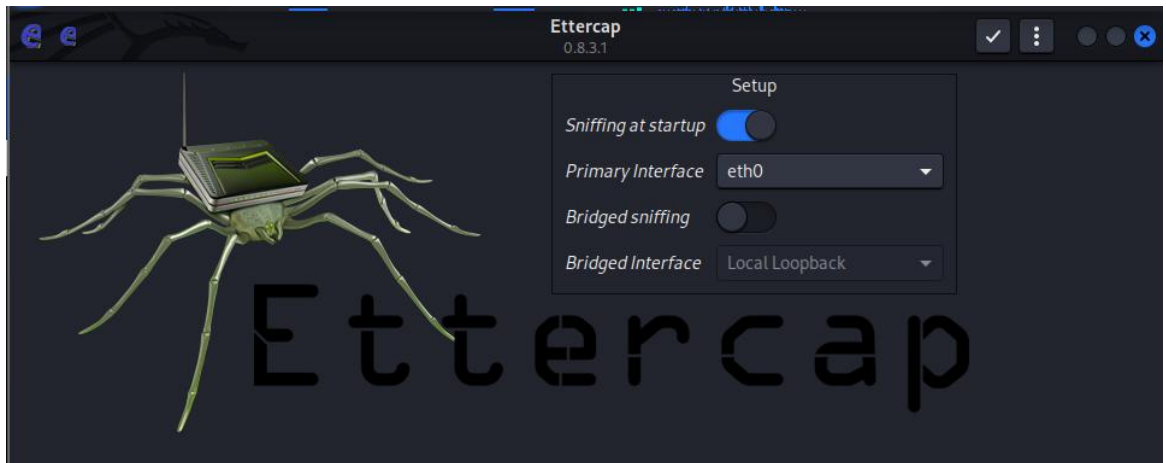 Ettercap
0.8.3.1
Setup
Sniffing at startup
Primary Interface eth0
Bridged sniffing
Bridged Interface Local Loopback
Ettercap